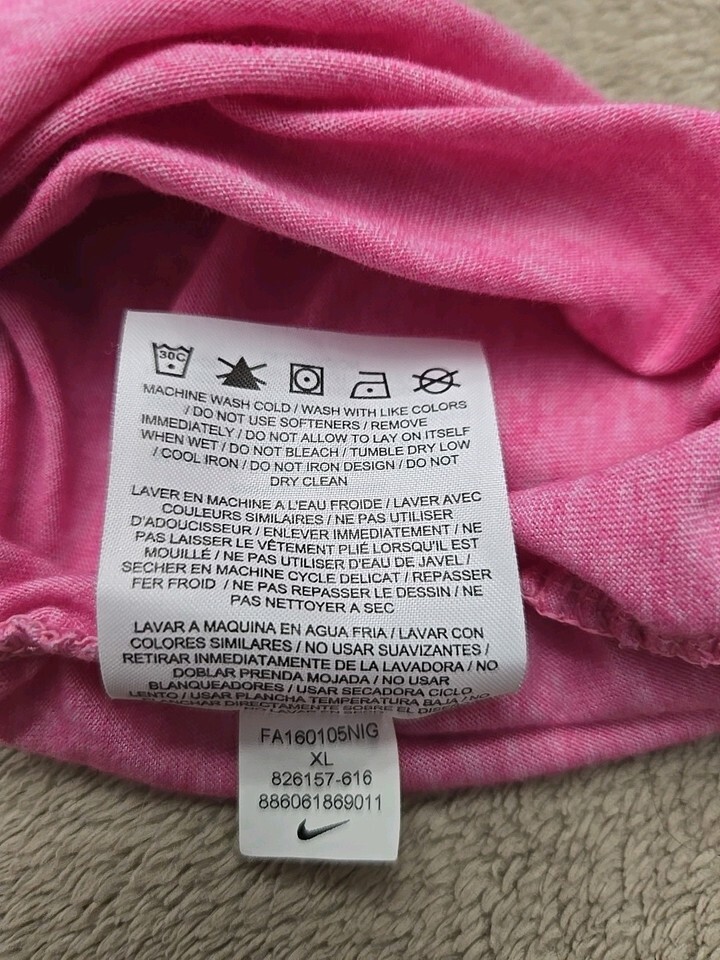 30C
MACHINE WASH COLD / WASH WITH LIKE COLORS
/ DO NOT USE SOFTENERS / REMOVE
IMMEDIATELY / DO NOT ALLOW TO LAY ON ITSELF
WHEN WET / DO NOT BLEACH / TUMBLE DRY LOW
/ COOL IRON / DO NOT IRON DESIGN / DO NOT
DRY CLEAN
LAVER EN MACHINE A L'EAU FROIDE / LAVER AVEC
COULEURS SIMILAIRES / NE PAS UTILISER
D'ADOUCISSEUR / ENLEVER IMMEDIATEMENT / NE
PAS LAISSER LE VÊTEMENT PLIÉ LORSQU'IL EST
MOUILLÉ / NE PAS UTILISER D'EAU DE JAVEL /
SECHER EN MACHINE CYCLE DELICAT / REPASSER
FER FROID / NE PAS REPASSER LE DESSIN / NE
PAS NETTOYER A SEC
LAVAR A MAQUINA EN AGUA FRIA / LAVAR CON
COLORES SIMILARES / NO USAR SUAVIZANTES /
RETIRAR INMEDIATAMENTE DE LA LAVADORA / NO
DOBLAR PRENDA MOJADA / NO USAR
BLANQUEADORES / USAR SECADORA CICLO
LENTO / USAR PLANCHA TEMPERATURA BAJA / NO
DIRECTAMENTE SOBRE EL
FA160105NIG
XL
826157-616
886061869011